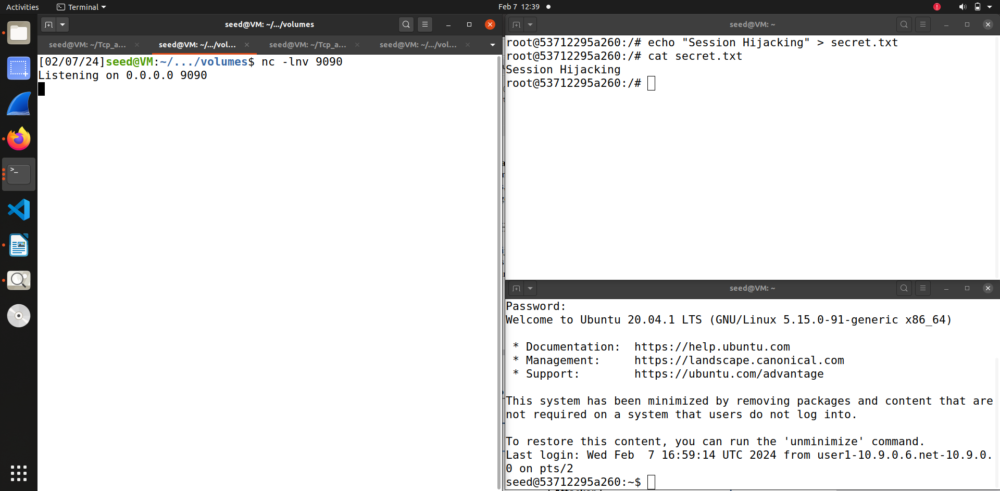 Activities
Terminal
Feb 7 12:39
seed@VM: ~/.../volumes
seed@VM: ~/Tcp_a...
seed@VM: ~/.../vol...
seed@VM: ~/Tcp_a...
seed@VM: ~/.../vol...
[02/07/24]seed@VM:~/.../volumes$ nc -lnv 9090
Listening on 0.0.0.0 9090
seed@VM: ~
root@53712295a260:/# echo "Session Hijacking" > secret.txt
root@53712295a260:/# cat secret.txt
Session Hijacking
root@53712295a260:/#
seed@VM: ~
Password:
Welcome to Ubuntu 20.04.1 LTS (GNU/Linux 5.15.0-91-generic x86_64)
* Documentation:  https://help.ubuntu.com
* Management:     https://landscape.canonical.com
* Support:        https://ubuntu.com/advantage
This system has been minimized by removing packages and content that are
not required on a system that users do not log into.
To restore this content, you can run the 'unminimize' command.
Last login: Wed Feb  7 16:59:14 UTC 2024 from user1-10.9.0.6.net-10.9.0.
0 on pts/2
seed@53712295a260:~$